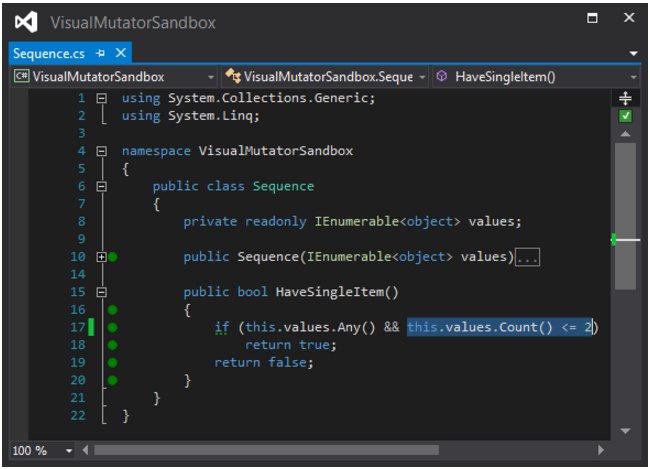 VisualMutatorSandbox
Sequence.cs
VisualMutatorSandbox VisualMutatorSandbox.Seque HaveSingleItem()
1 using System.Collections.Generic;
2 using System.Linq;
3
4 namespace VisualMutatorSandbox
5 {
6 public class Sequence
7 {
8 private readonly IEnumerable<object> values;
9
10 public Sequence(IEnumerable<object> values)...
14
15 public bool HaveSingleItem()
16 {
17 if (this.values.Any() && this.values.Count() <= 2)
18 return true;
19 return false;
20 }
21 }
22 }
100 %